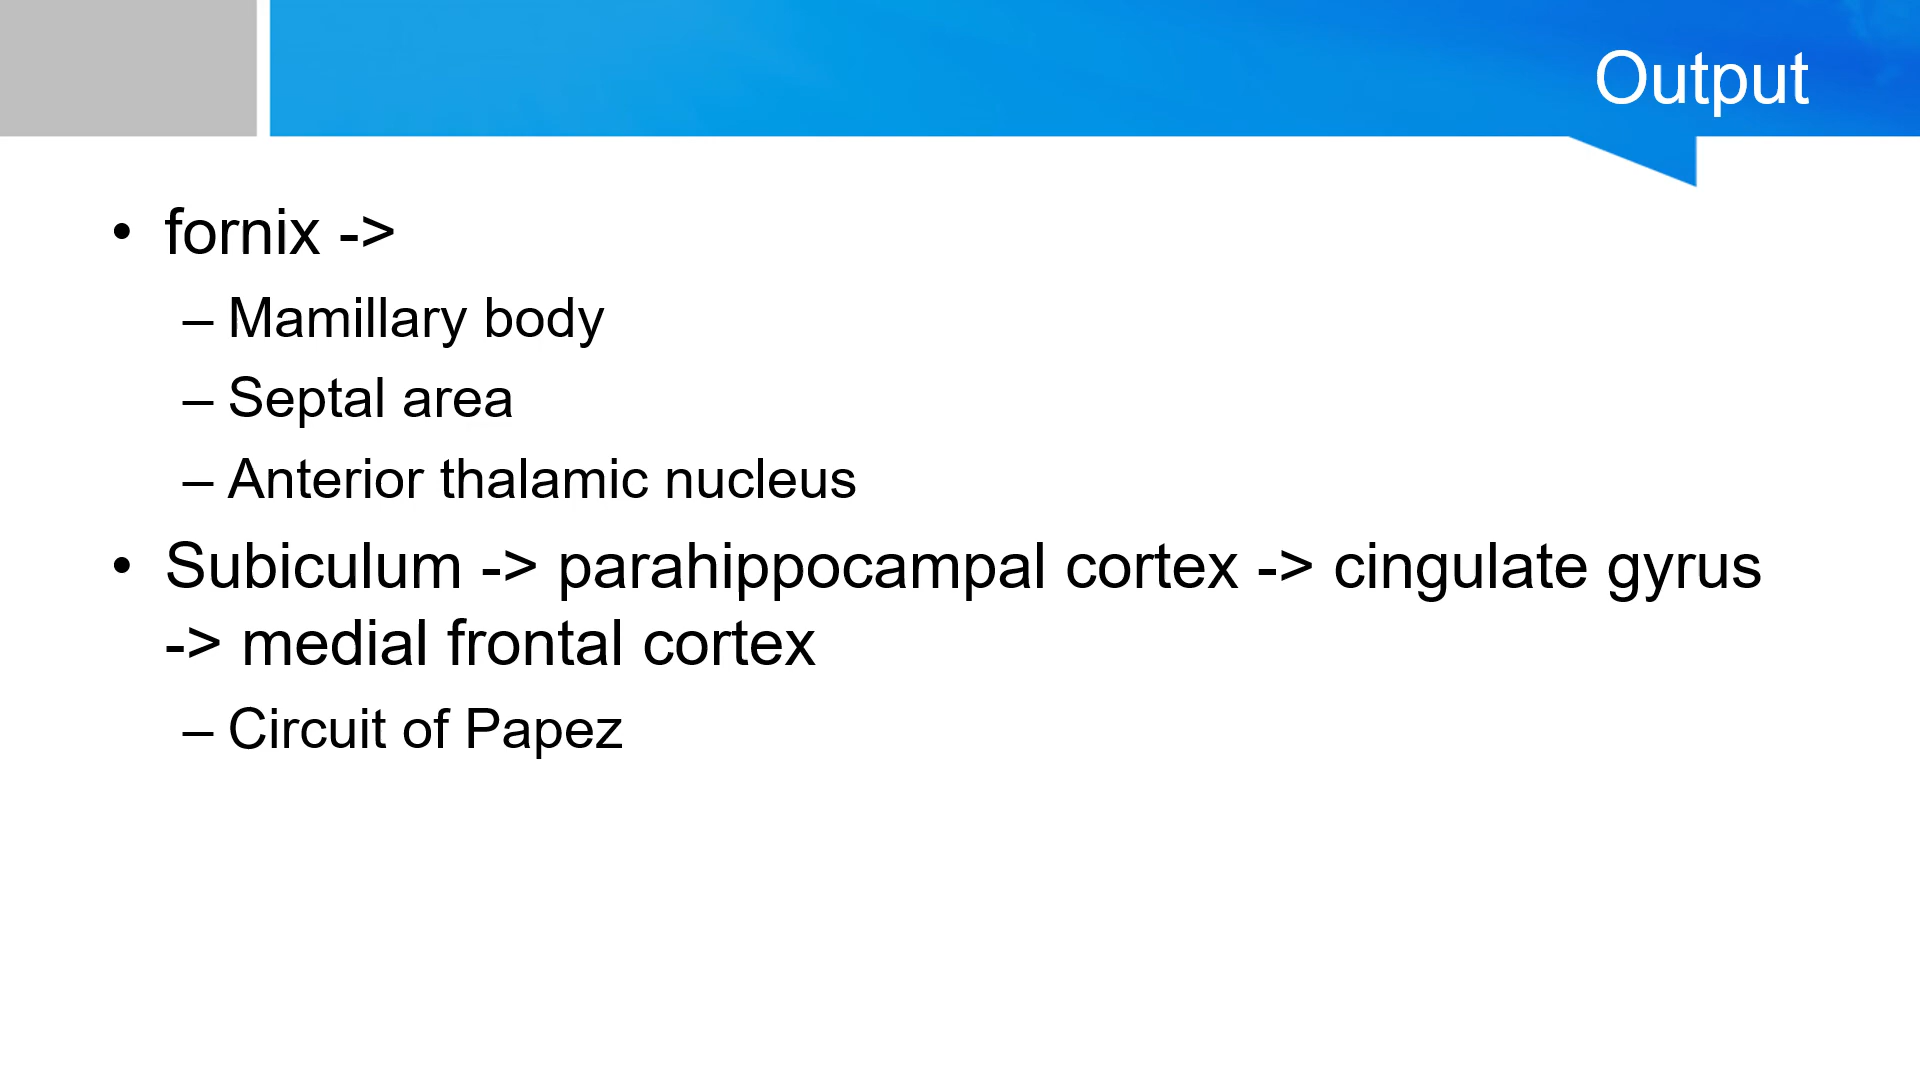 Output
• fornix ->
– Mamillary body
– Septal area
– Anterior thalamic nucleus
• Subiculum -> parahippocampal cortex -> cingulate gyrus
-> medial frontal cortex
– Circuit of Papez